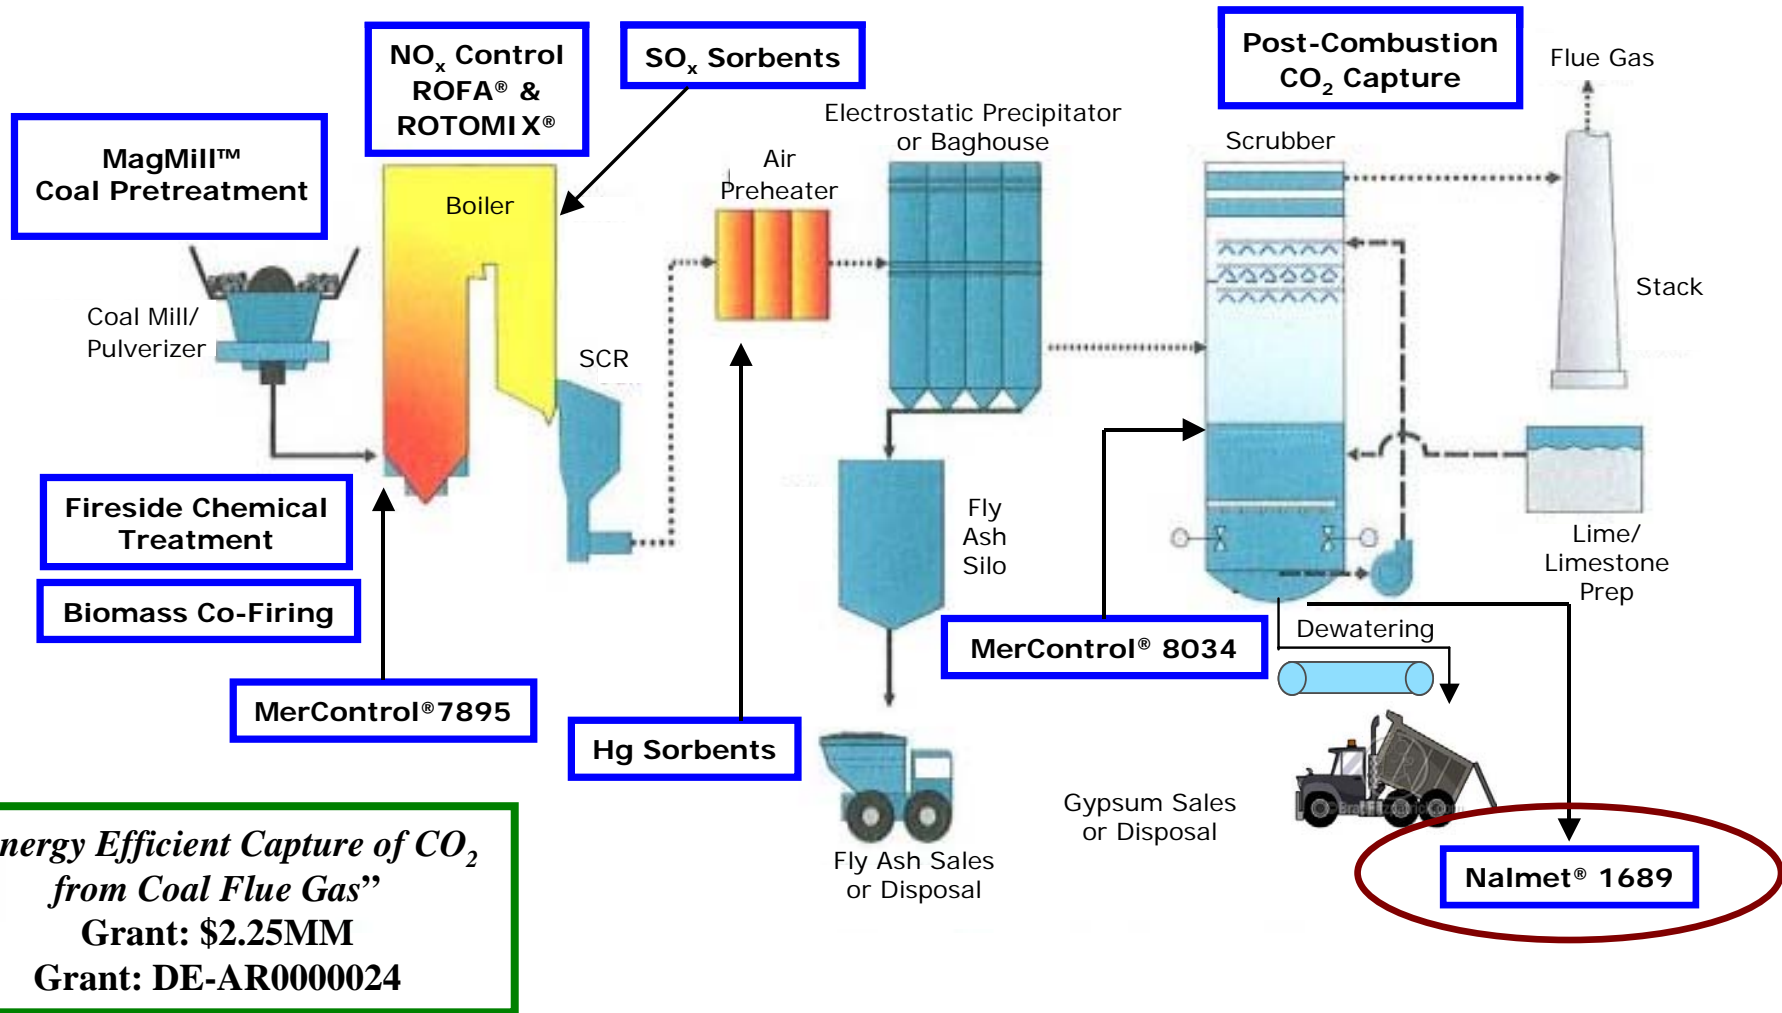 NOx Control
ROFA® &
ROTOMIX®
SOx Sorbents
Post-Combustion
CO2 Capture
Flue Gas
MagMill™
Coal Pretreatment
Electrostatic Precipitator
or Baghouse
Scrubber
Air
Preheater
Boiler
Stack
Coal Mill/
Pulverizer
SCR
Fireside Chemical
Treatment
Fly
Ash
Silo
Lime/
Limestone
Prep
Biomass Co-Firing
MerControl® 8034
Dewatering
MerControl®7895
Hg Sorbents
Gypsum Sales
or Disposal
Fly Ash Sales
or Disposal
Nalmet® 1689
nergy Efficient Capture of CO2
from Coal Flue Gas”
Grant: $2.25MM
Grant: DE-AR0000024